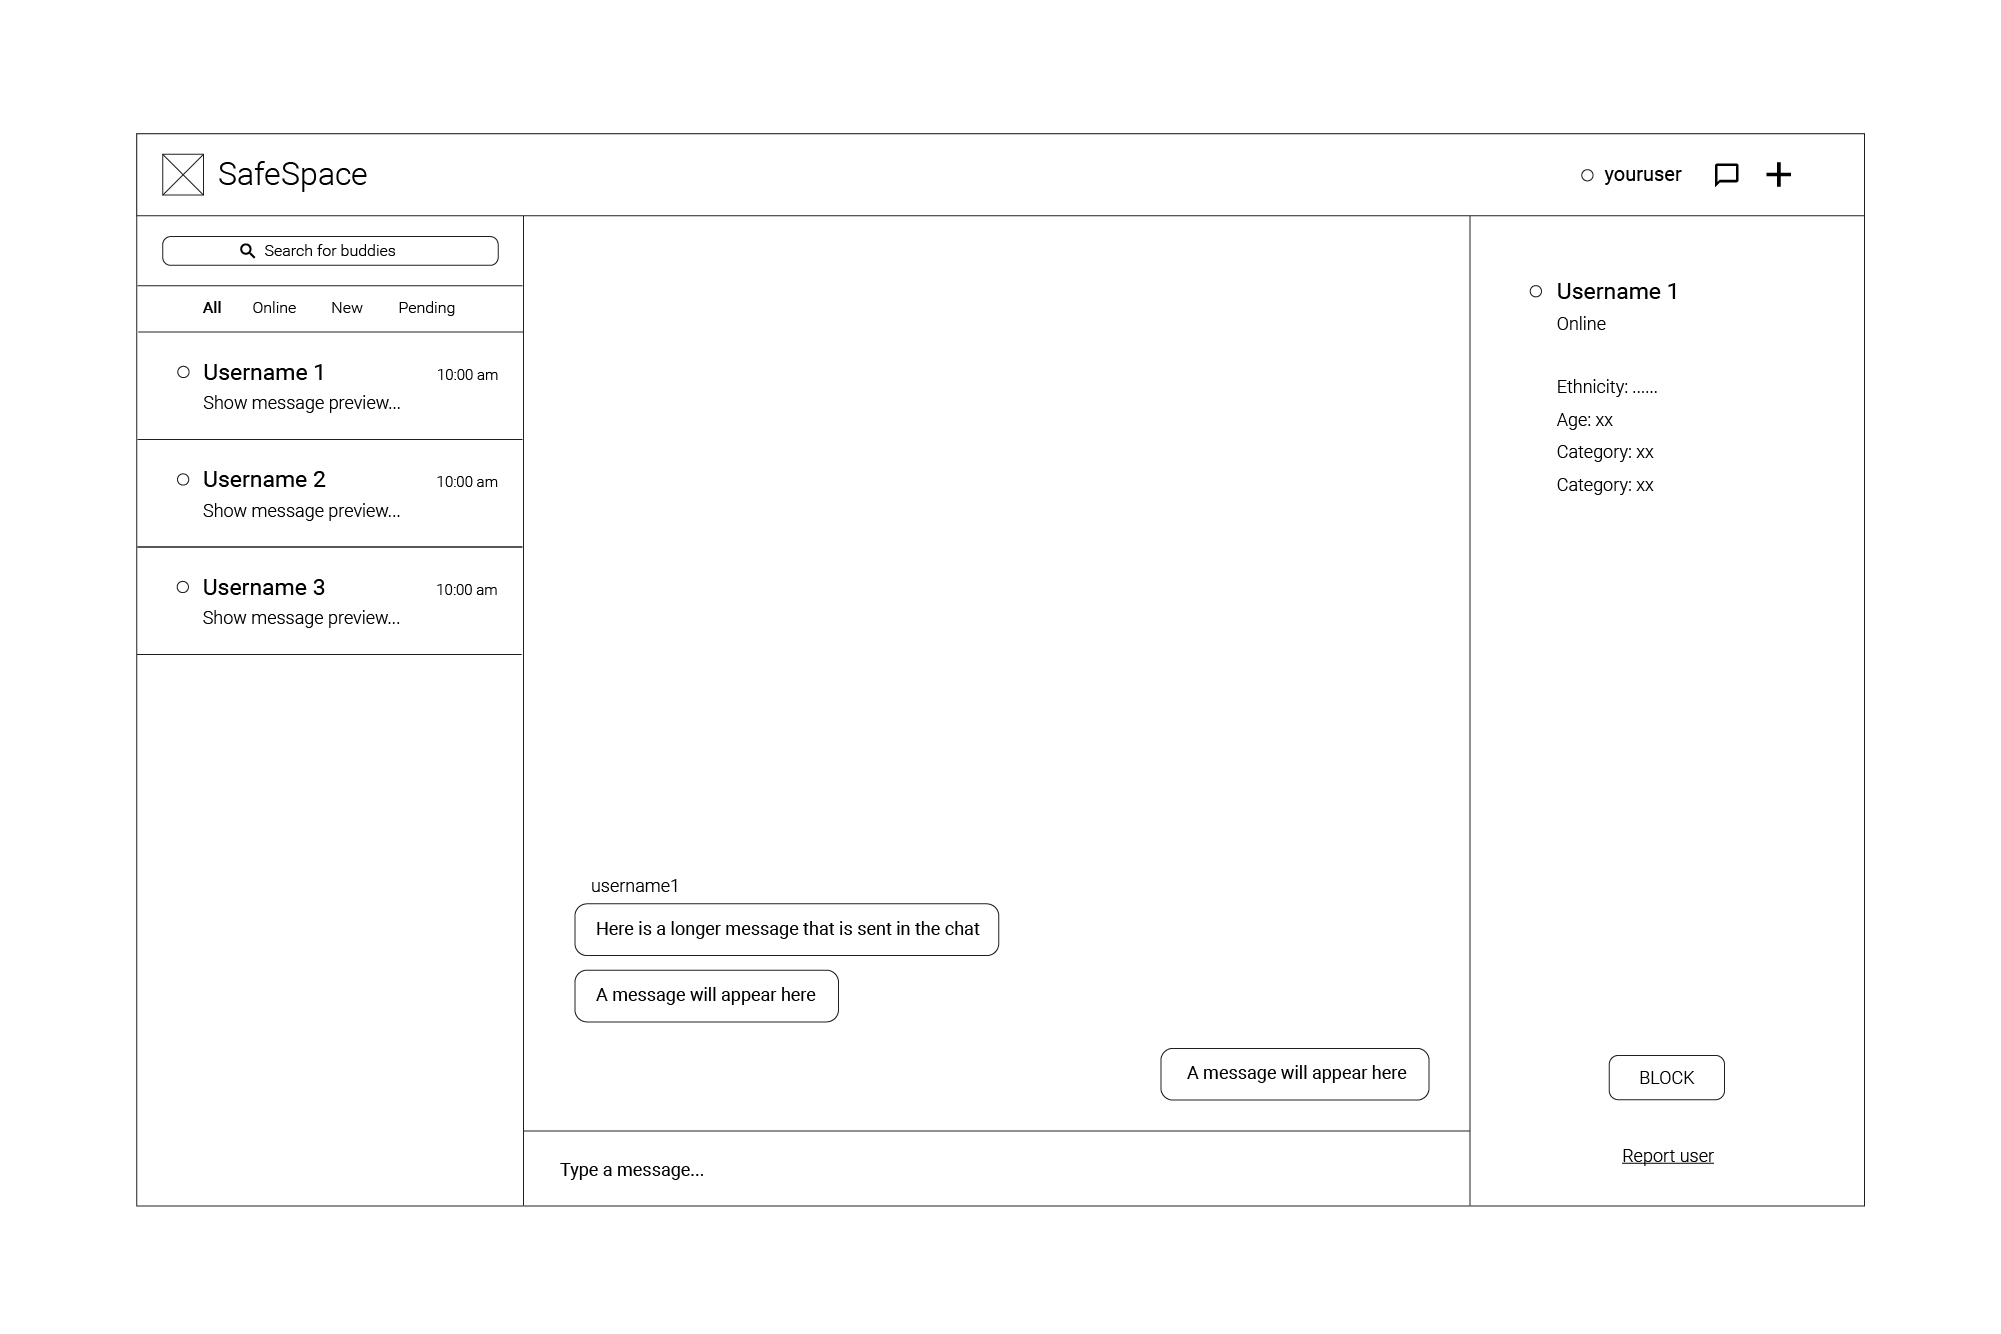 SafeSpace
youruser
Search for buddies
All Online New Pending
Username 1 10:00 am
Show message preview...
Username 2 10:00 am
Show message preview...
Username 3 10:00 am
Show message preview...
username1
Here is a longer message that is sent in the chat
A message will appear here
A message will appear here
Type a message...
Username 1
Online
Ethnicity: ......
Age: xx
Category: xx
Category: xx
BLOCK
Report user